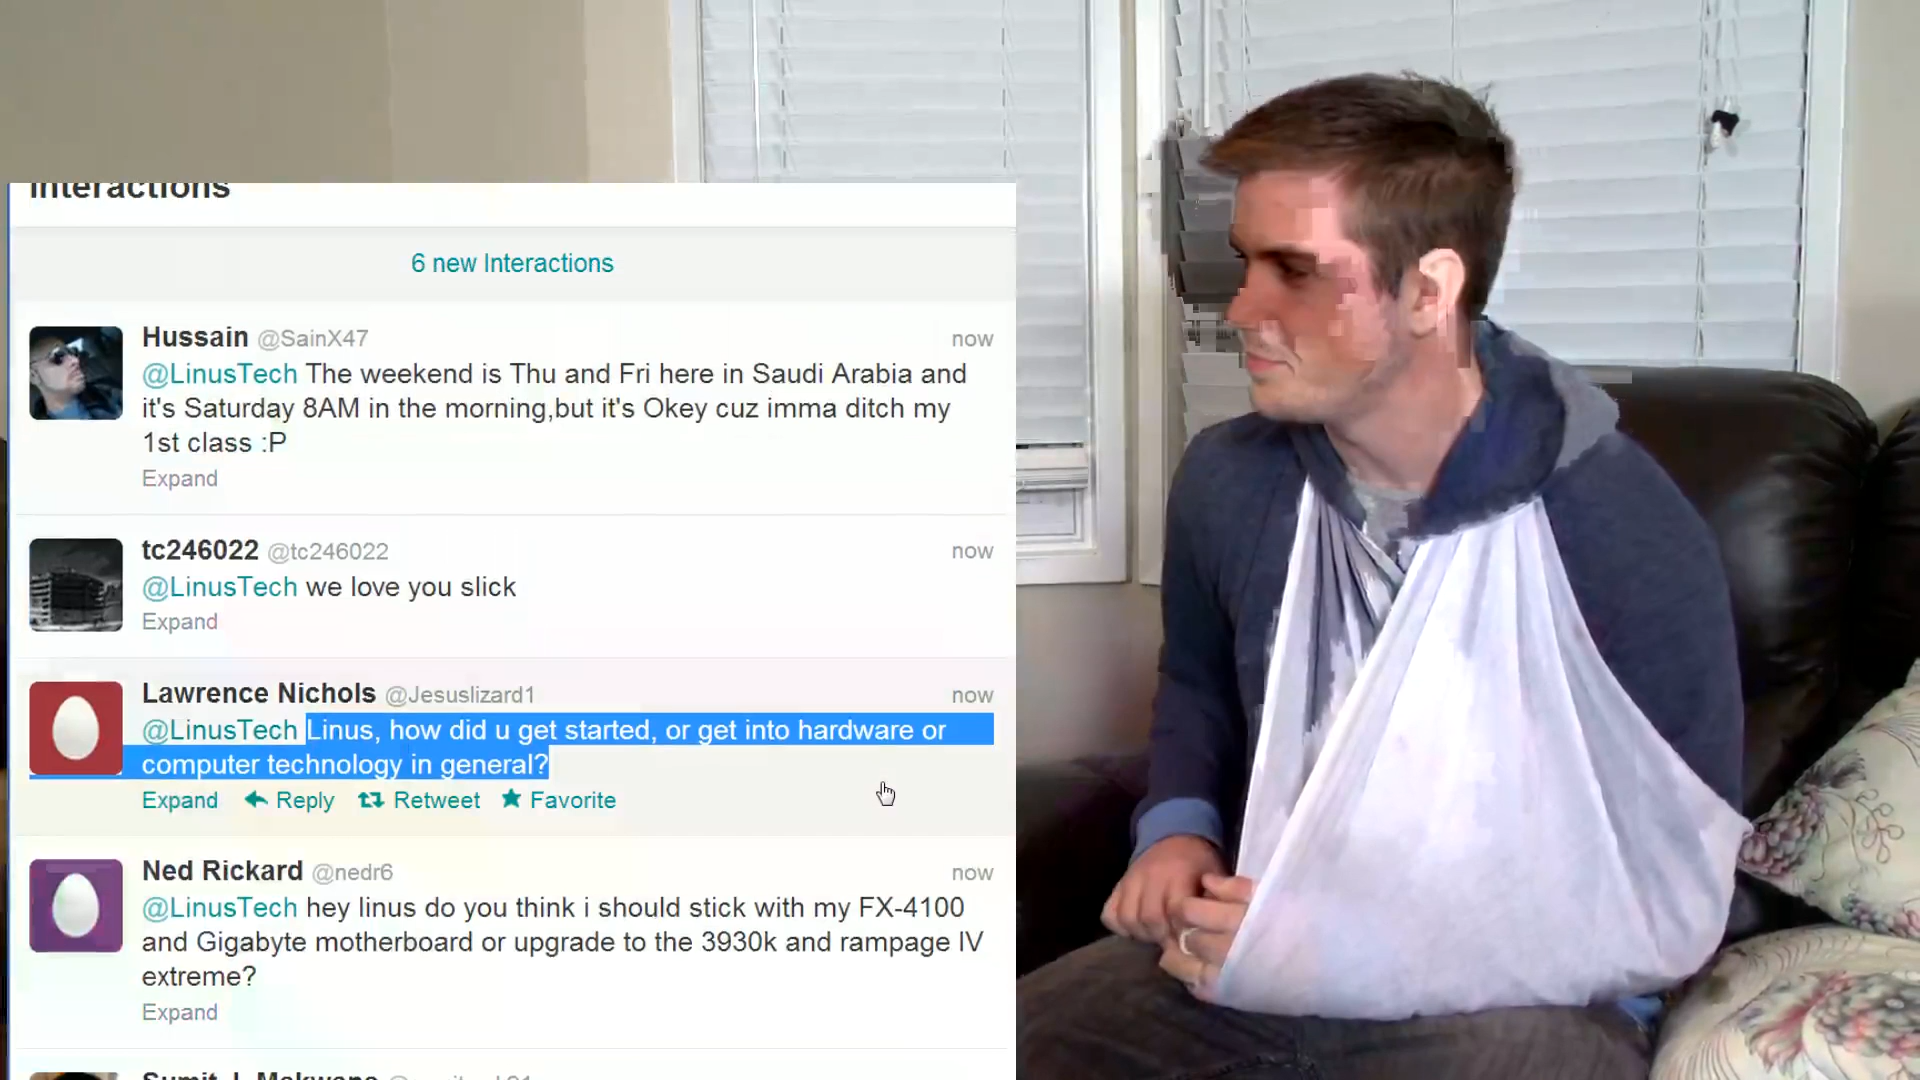 Interactions
6 new Interactions
Hussain @SainX47 now
@LinusTech The weekend is Thu and Fri here in Saudi Arabia and
it's Saturday 8AM in the morning,but it's Okey cuz imma ditch my
1st class :P
Expand
tc246022 @tc246022 now
@LinusTech we love you slick
Expand
Lawrence Nichols @Jesuslizard1 now
@LinusTech Linus, how did u get started, or get into hardware or
computer technology in general?
Expand Reply Retweet Favorite
Ned Rickard @nedr6 now
@LinusTech hey linus do you think i should stick with my FX-4100
and Gigabyte motherboard or upgrade to the 3930k and rampage IV
extreme?
Expand